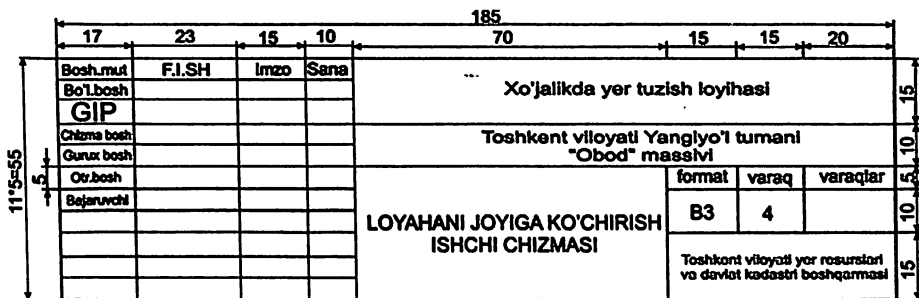 185
17 23 15 10 70 15 15 20
Bosh.mut F.I.SH Imzo Sana
Bo'l.bosh
GIP
Chizma bosh
Gurux bosh
Otr.bosh
Bajaruvchi
11*5=55
5
Xo'jalikda yer tuzish loyihasi
15
Toshkent viloyati Yangiyo'l tumani
"Obod" massivi
10
LOYAHANI JOYIGA KO'CHIRISH
ISHCHI CHIZMASI
format varaq varaqlar
5
B3 4
10
Toshkent viloyati yer resurslari
va davlat kadastri boshqarmasi
15